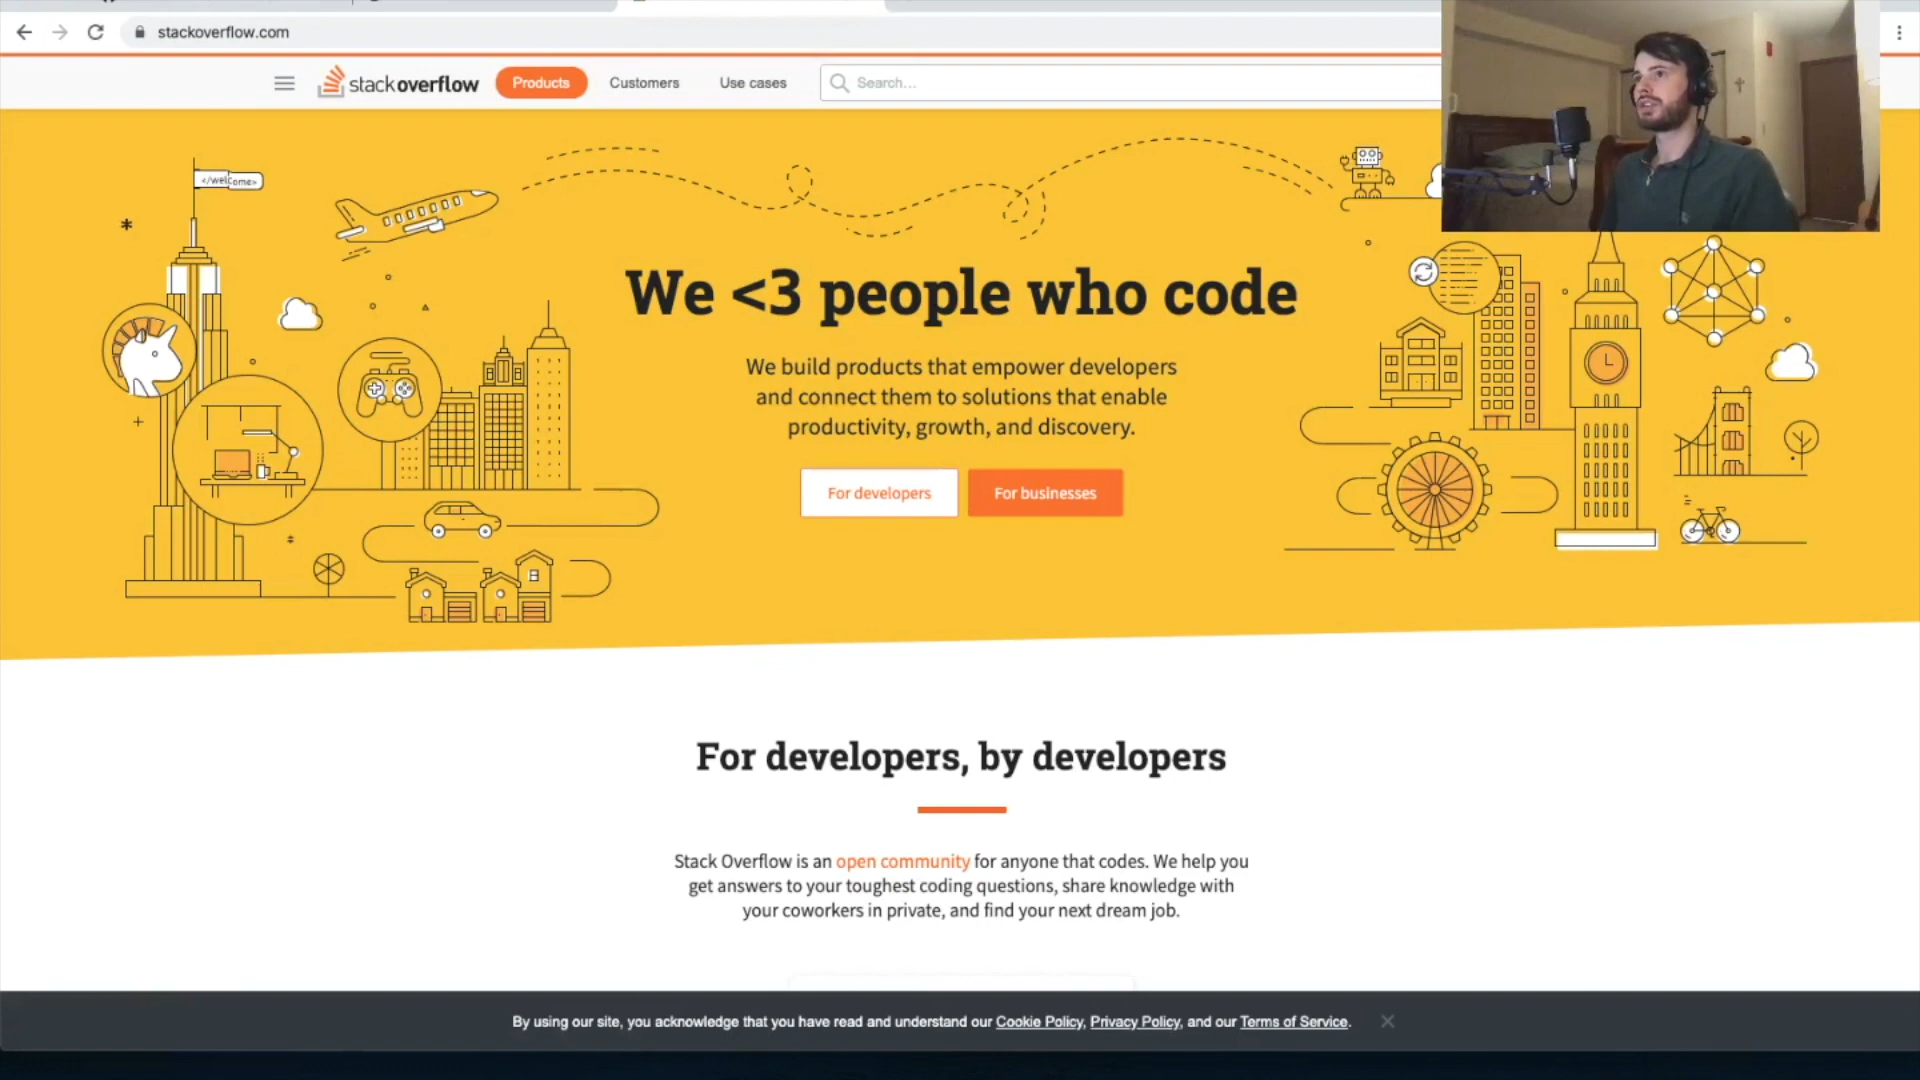 stackoverflow.com
stackoverflow
Products
Customers
Use cases
Search...
</welcome>
We <3 people who code
We build products that empower developers
and connect them to solutions that enable
productivity, growth, and discovery.
For developers
For businesses
For developers, by developers
Stack Overflow is an open community for anyone that codes. We help you
get answers to your toughest coding questions, share knowledge with
your coworkers in private, and find your next dream job.
By using our site, you acknowledge that you have read and understand our Cookie Policy, Privacy Policy, and our Terms of Service.